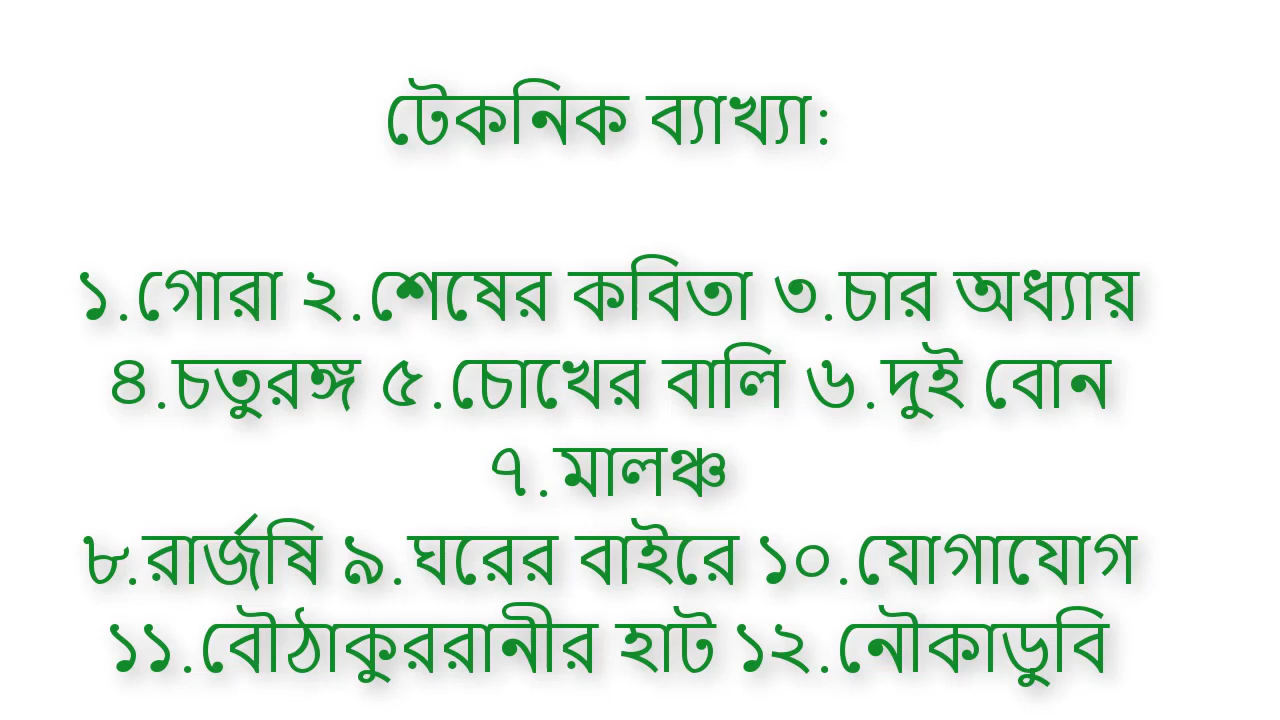 টেকনিক ব্যাখ্যা:
১.গোরা ২.শেষের কবিতা ৩.চার অধ্যায়
৪.চতুরঙ্গ ৫.চোখের বালি ৬.দুই বোন
৭.মালঞ্চ
৮.রার্জষি ৯.ঘরের বাইরে ১০.যোগাযোগ
১১.বৌঠাকুররানীর হাট ১২.নৌকাডুবি